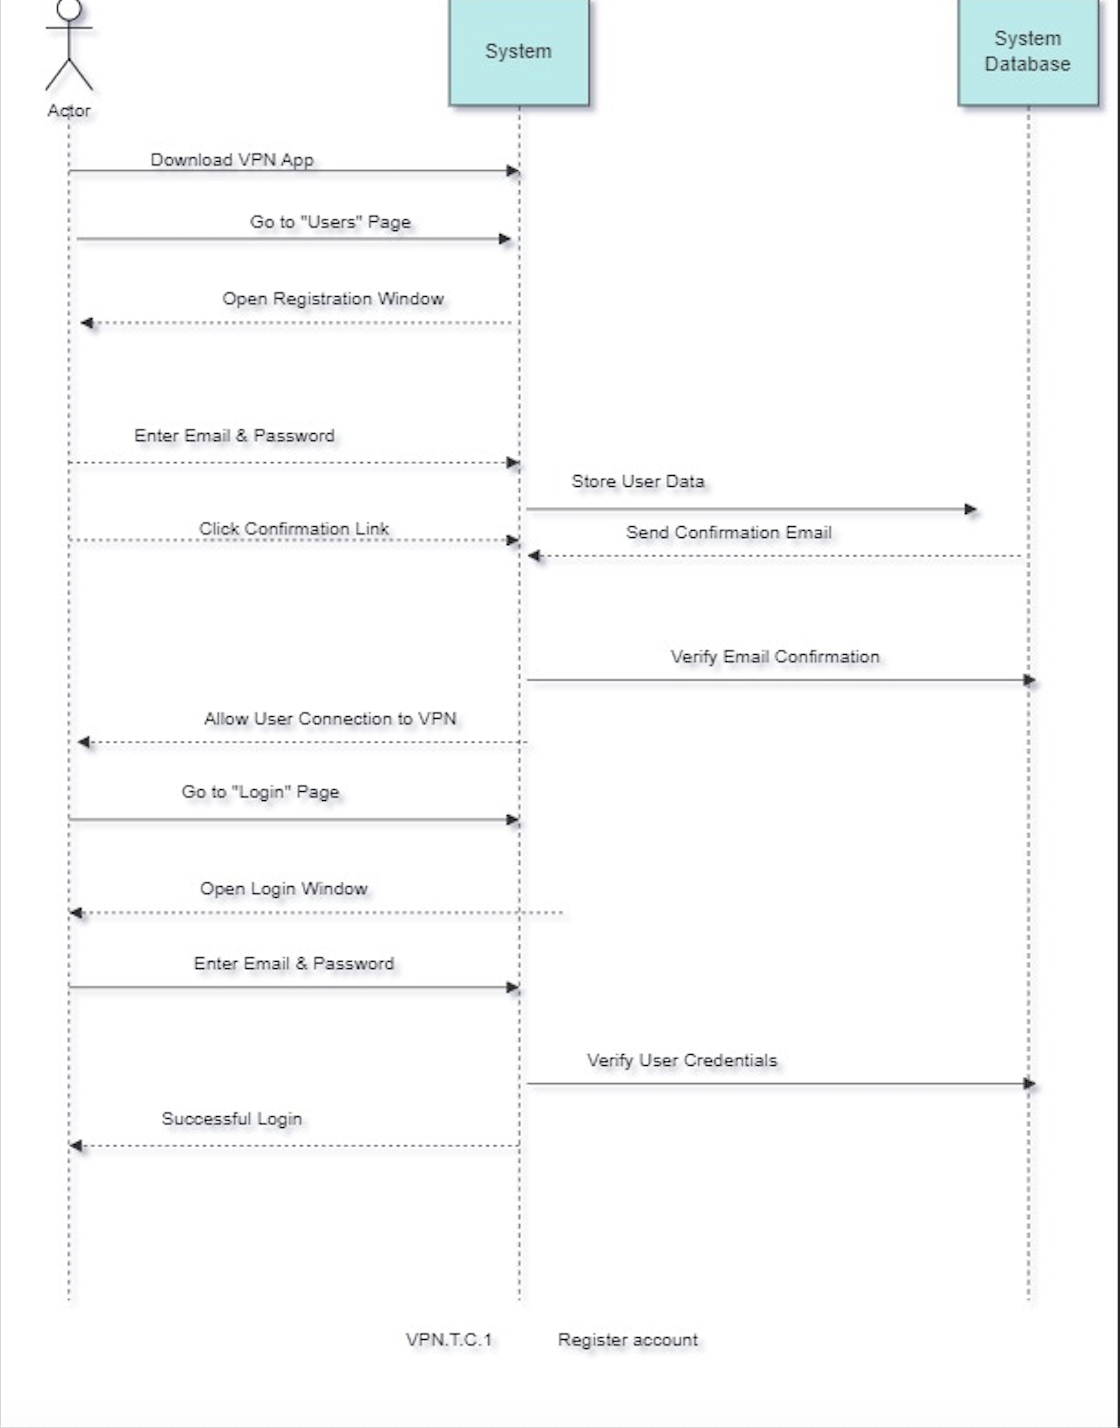 System
System
Database
Actor
Download VPN App
Go to "Users" Page
Open Registration Window
Enter Email & Password
Store User Data
Click Confirmation Link
Send Confirmation Email
Verify Email Confirmation
Allow User Connection to VPN
Go to "Login" Page
Open Login Window
Enter Email & Password
Verify User Credentials
Successful Login
VPN.T.C.1 Register account